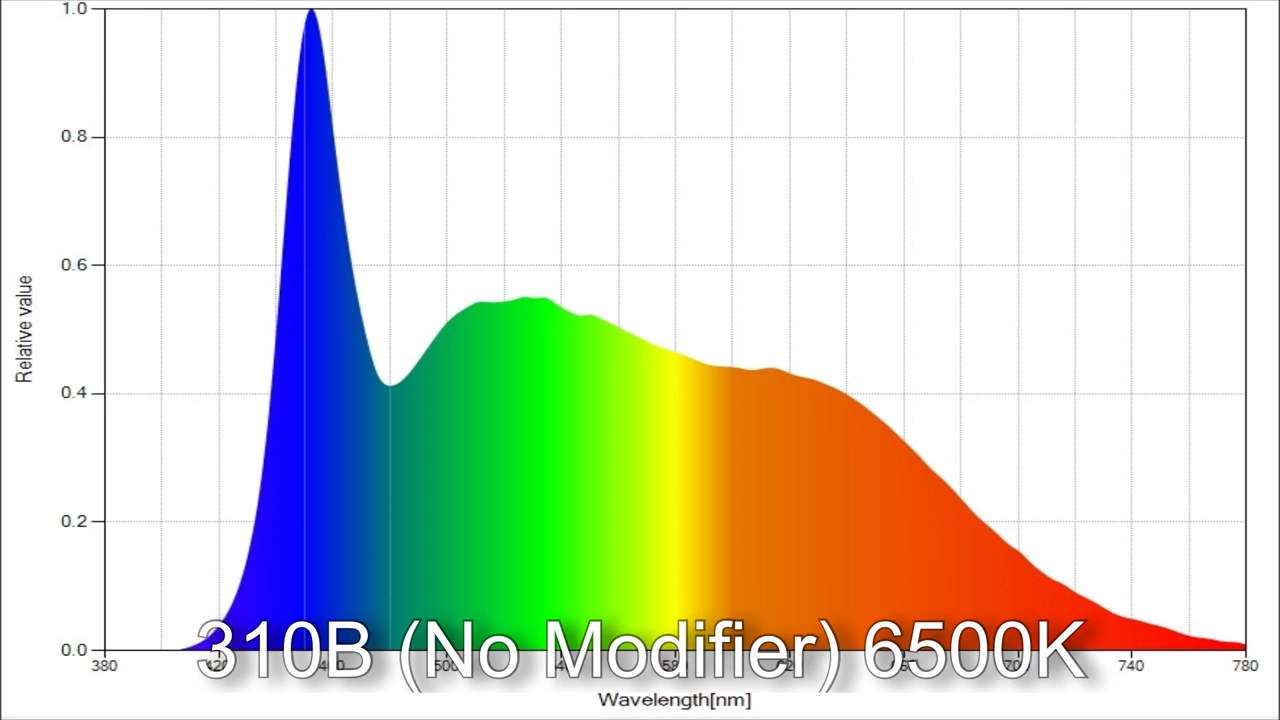 1.0
0.8
0.6
0.4
0.2
0.0
Relative value
380 500 740 780
310B (No Modifier) 6500K
Wavelength[nm]